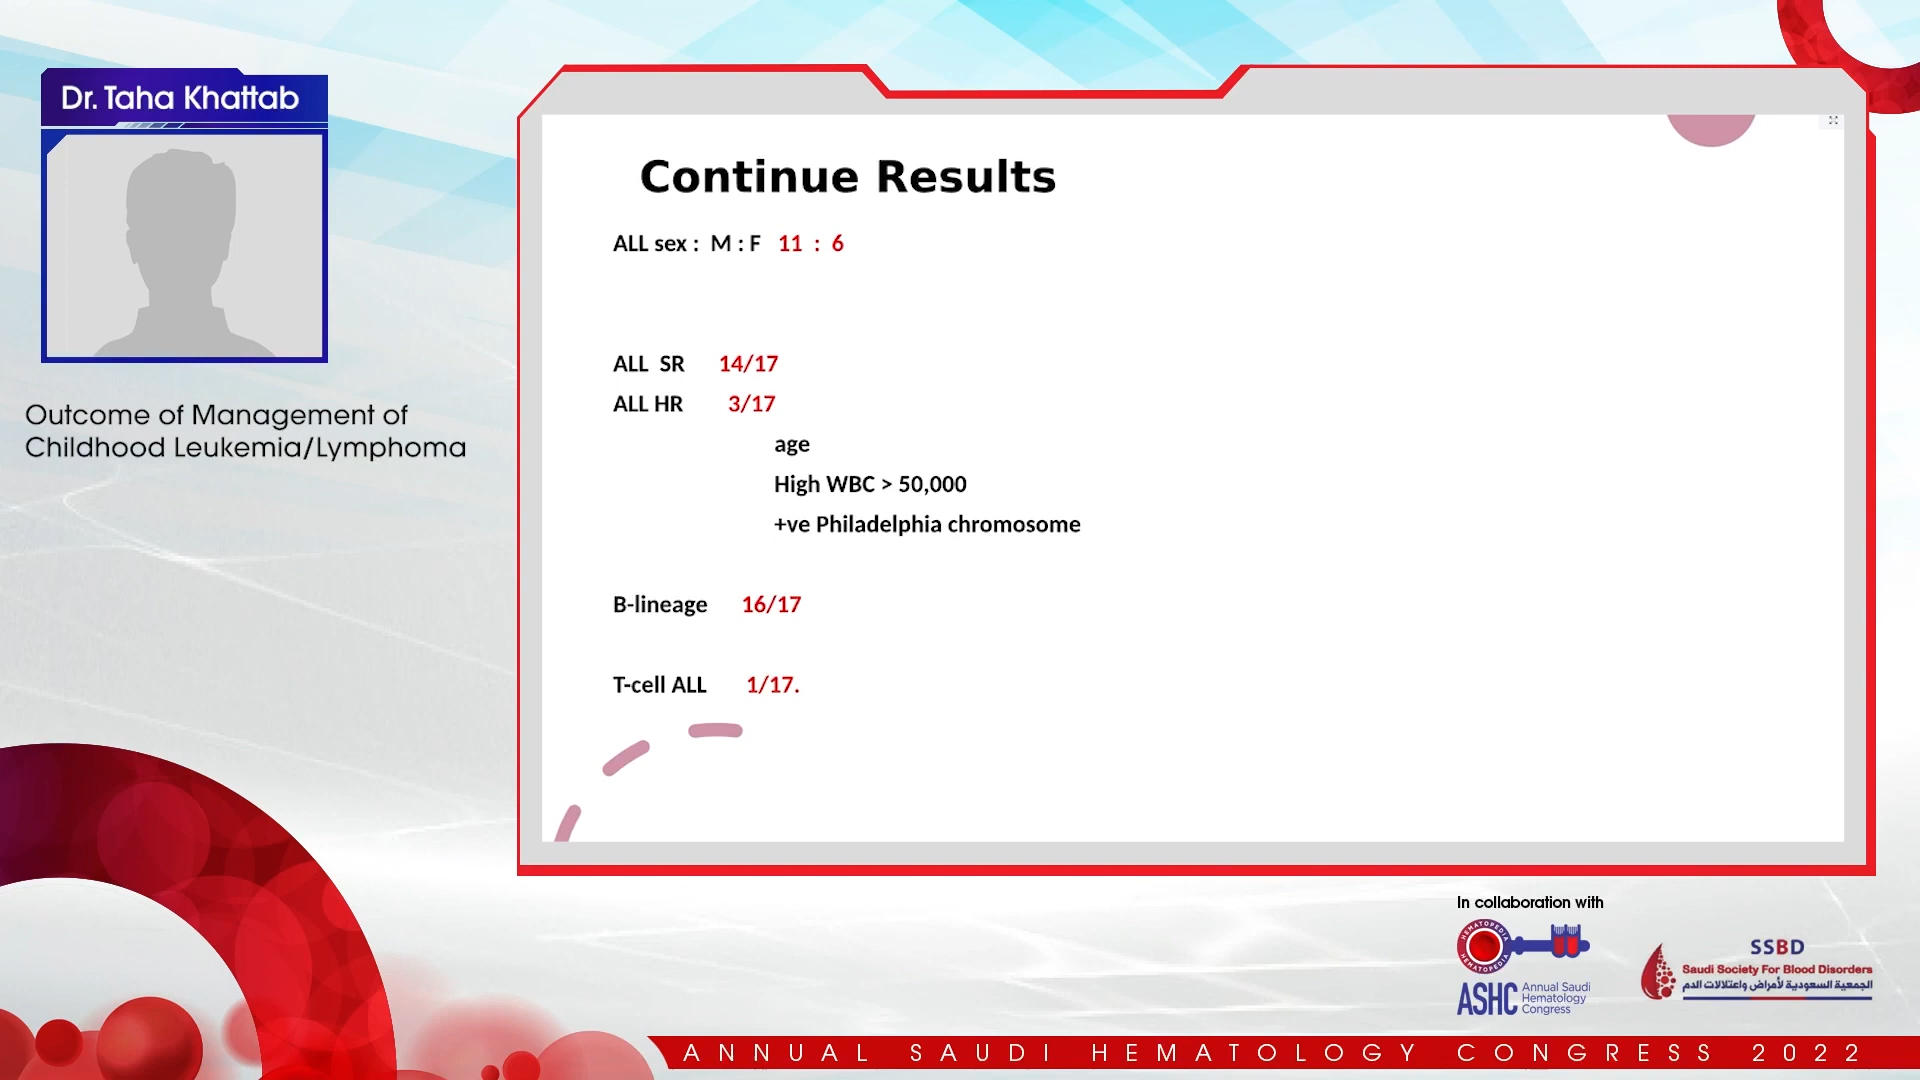 Dr. Taha Khattab
Outcome of Management of
Childhood Leukemia/Lymphoma
Continue Results
ALL sex : M : F 11 : 6
ALL SR 14/17
ALL HR 3/17
age
High WBC > 50,000
+ve Philadelphia chromosome
B-lineage 16/17
T-cell ALL 1/17.
In collaboration with
HEMATOPEDIA HEMATOPEDIA
ASHC
Annual Saudi
Hematology
Congress
SSBD
Saudi Society For Blood Disorders
الجمعية السعودية لأمراض واعتلالات الدم
ANNUAL SAUDI HEMATOLOGY CONGRESS 2022